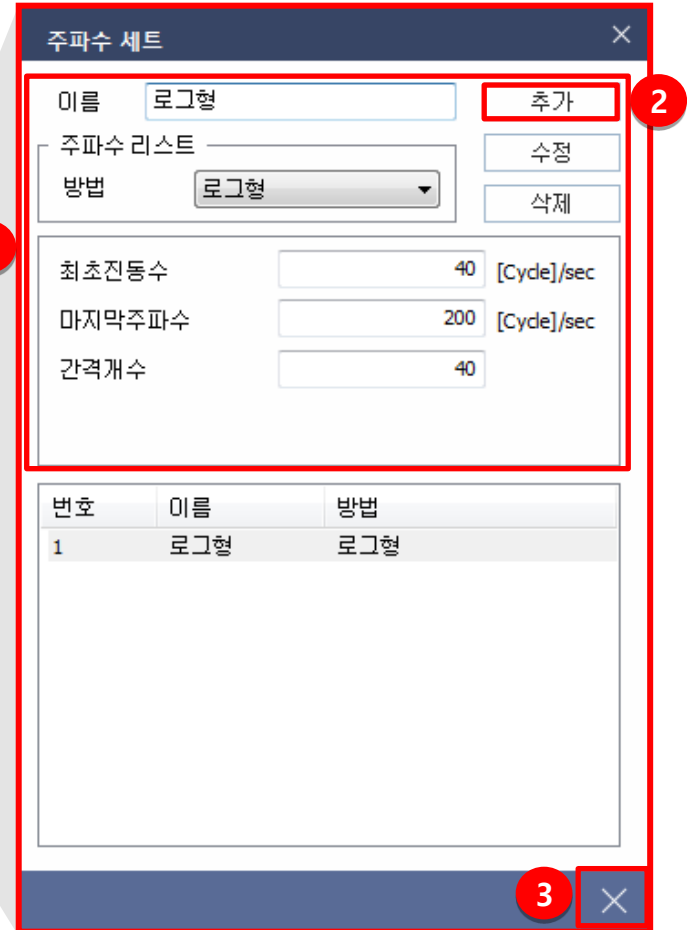 주파수 세트
이름 로그형 추가 2
주파수 리스트 수정
방법 로그형 삭제
최초진동수 40 [Cycle]/sec
마지막주파수 200 [Cycle]/sec
간격개수 40
번호 이름 방법
1 로그형 로그형
3